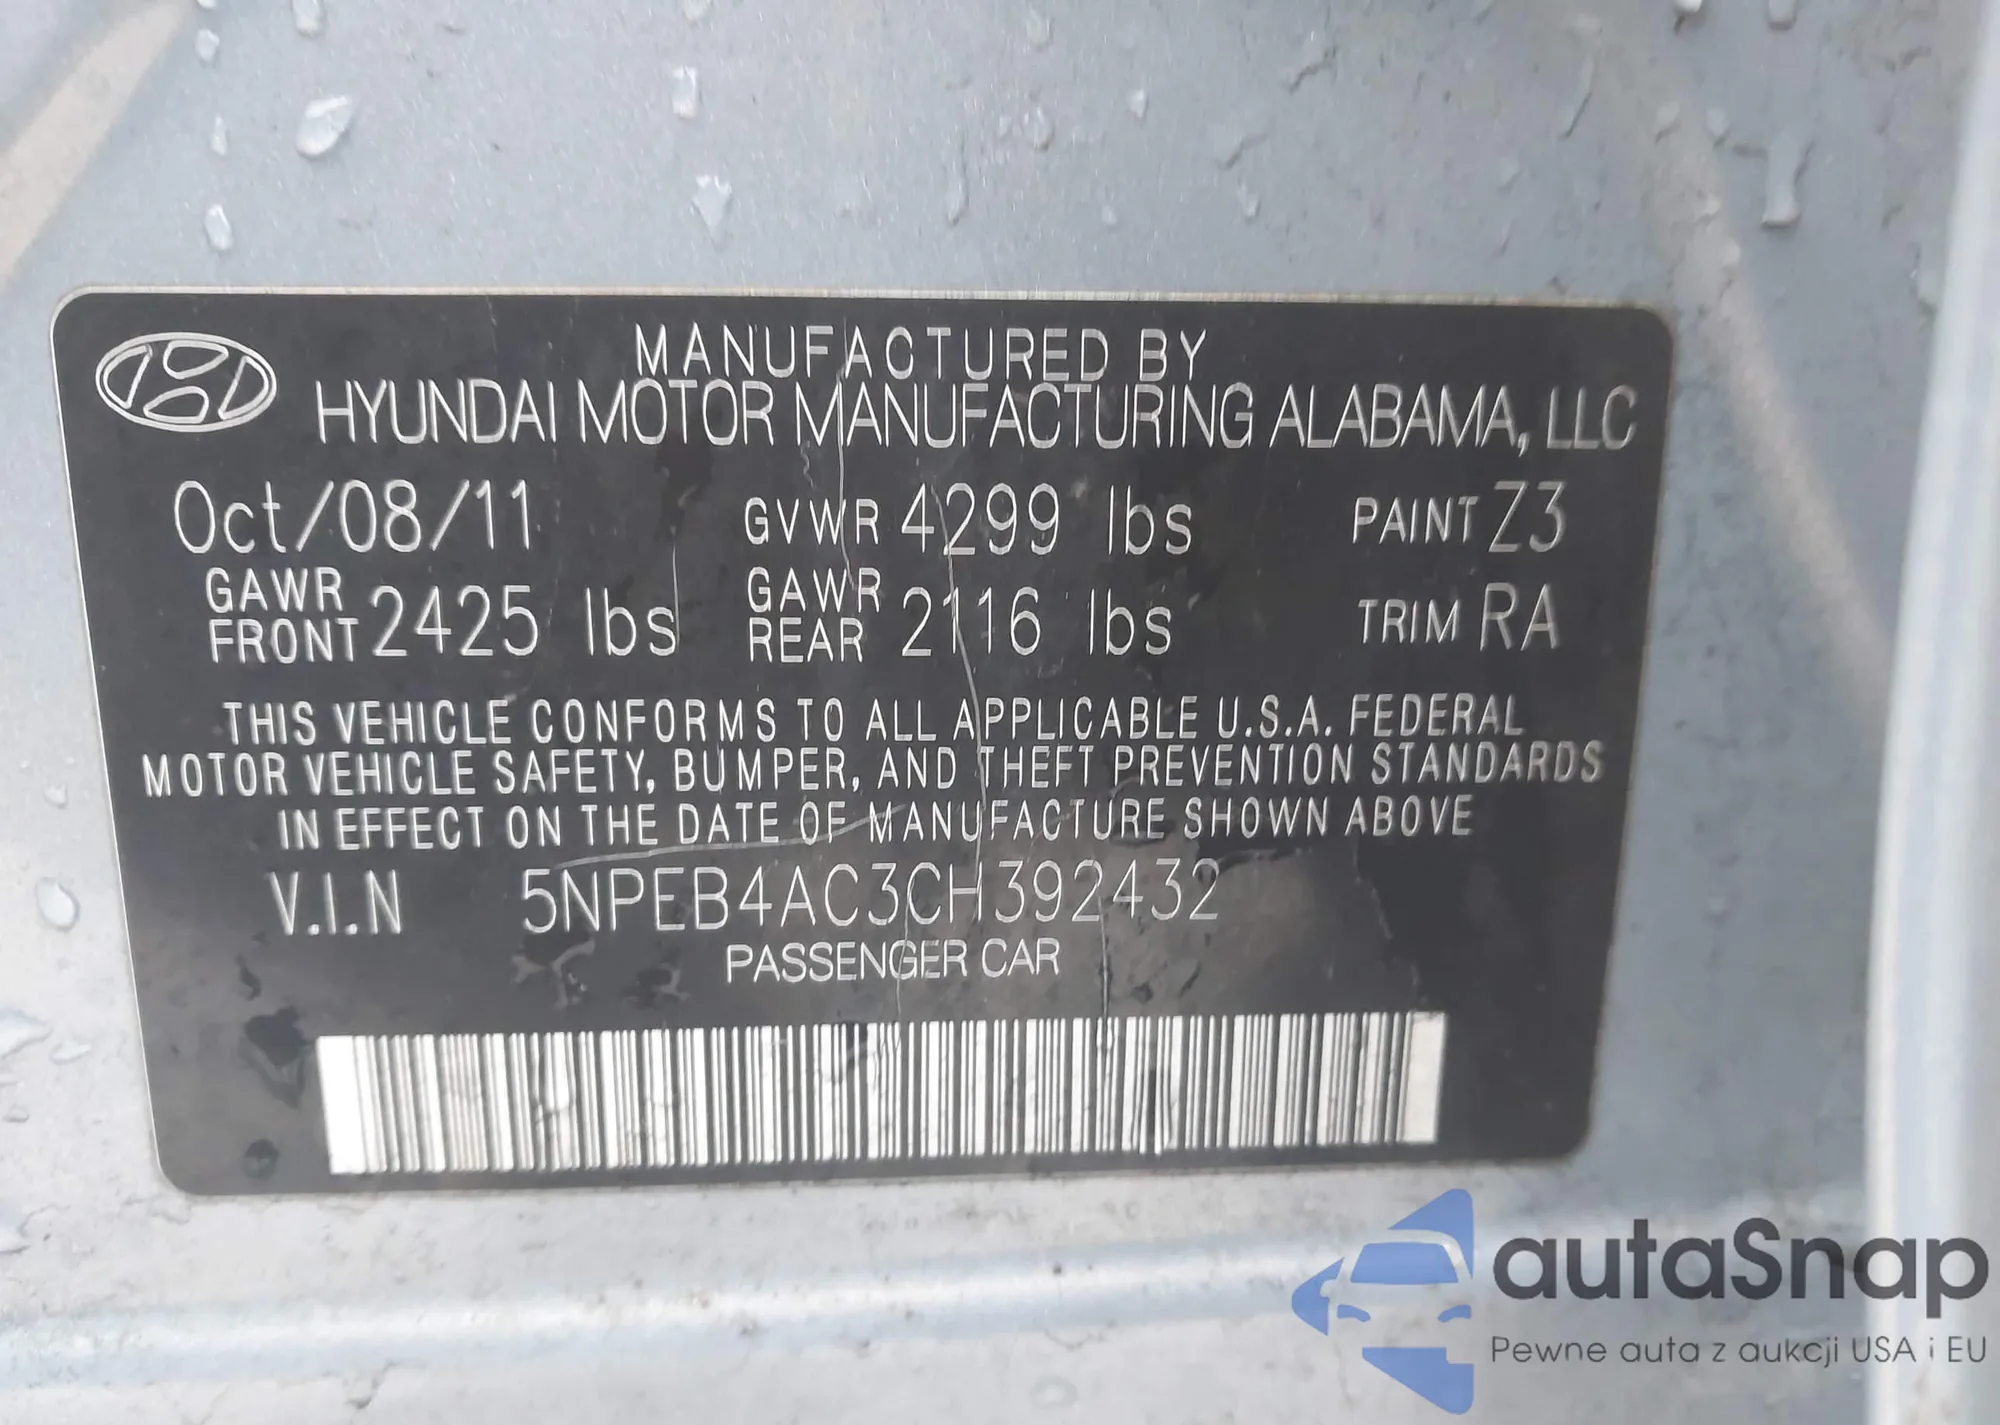 MANUFACTURED BY
HYUNDAI MOTOR MANUFACTURING ALABAMA, LLC
Oct/08/11 GVWR 4299 lbs PAINT Z3
GAWR FRONT 2425 lbs GAWR REAR 2116 lbs TRIM RA
THIS VEHICLE CONFORMS TO ALL APPLICABLE U.S.A. FEDERAL
MOTOR VEHICLE SAFETY, BUMPER, AND THEFT PREVENTION STANDARDS
IN EFFECT ON THE DATE OF MANUFACTURE SHOWN ABOVE
V.I.N 5NPEB4AC3CH392432
PASSENGER CAR
autaSnap
Pewne auta z aukcji USA i EU